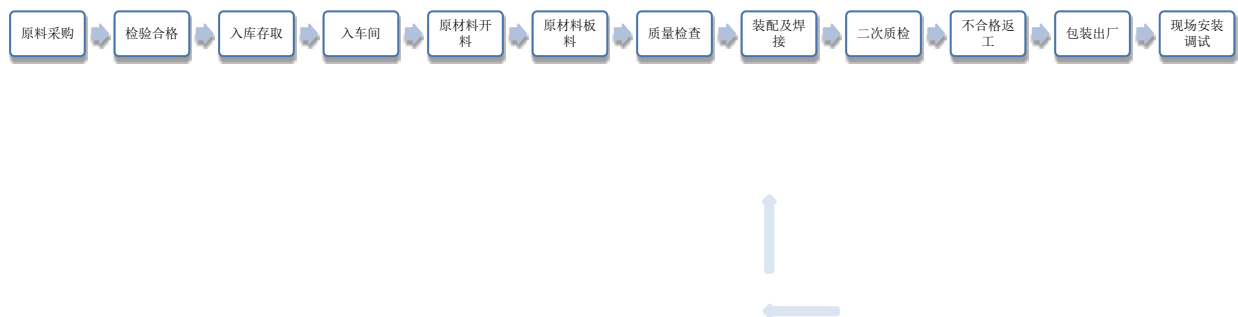 原料采购
检验合格
入库存取
入车间
原材料开
料
原材料板
料
质量检查
装配及焊
接
二次质检
不合格返
工
包装出厂
现场安装
调试